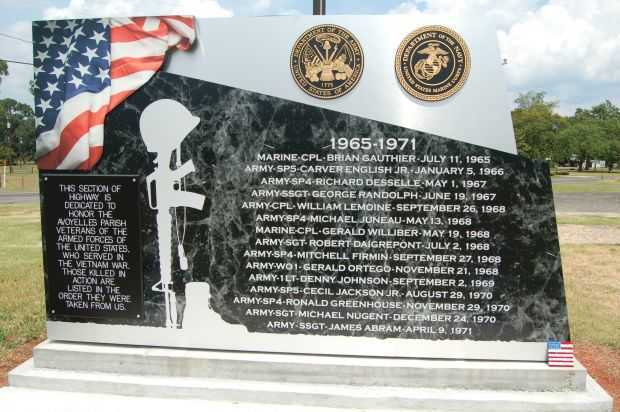 DEPARTMENT OF THE ARMY
UNITED STATES OF AMERICA
1775
DEPARTMENT OF THE NAVY
UNITED STATES MARINE CORPS
1965-1971
MARINE-CPL-BRIAN GAUTHIER-JULY 11, 1965
ARMY-SP5-CARVER ENGLISH JR.-JANUARY 5, 1966
ARMY-SP4-RICHARD DESSELLE-MAY 1, 1967
ARMY-SSGT-GEORGE RANDOLPH-JUNE 19, 1967
ARMY-CPL-WILLIAM LEMOINE-SEPTEMBER 26, 1968
ARMY-SP4-MICHAEL JUNEAU-MAY 13, 1968
MARINE-CPL-GERALD WILLIBER-MAY 19, 1968
ARMY-SGT-ROBERT DAIGREPONT-JULY 2, 1968
ARMY-SP4-MITCHELL FIRMIN-SEPTEMBER 27, 1968
ARMY-WO1-GERALD ORTEGO-NOVEMBER 21, 1968
ARMY-1LT-DENNY JOHNSON-SEPTEMBER 2, 1969
ARMY-SP5-CECIL JACKSON JR.-AUGUST 29, 1970
ARMY-SP4-RONALD GREENHOUSE-NOVEMBER 29, 1970
ARMY-SGT-MICHAEL NUGENT-DECEMBER 24, 1970
ARMY-SSGT-JAMES ABRAM-APRIL 9, 1971
THIS SECTION OF
HIGHWAY IS
DEDICATED TO
HONOR THE
AVOYELLES PARISH
VETERANS OF THE
ARMED FORCES OF
THE UNITED STATES,
WHO SERVED IN
THE VIETNAM WAR.
THOSE KILLED IN
ACTION ARE
LISTED IN THE
ORDER THEY WERE
TAKEN FROM US.